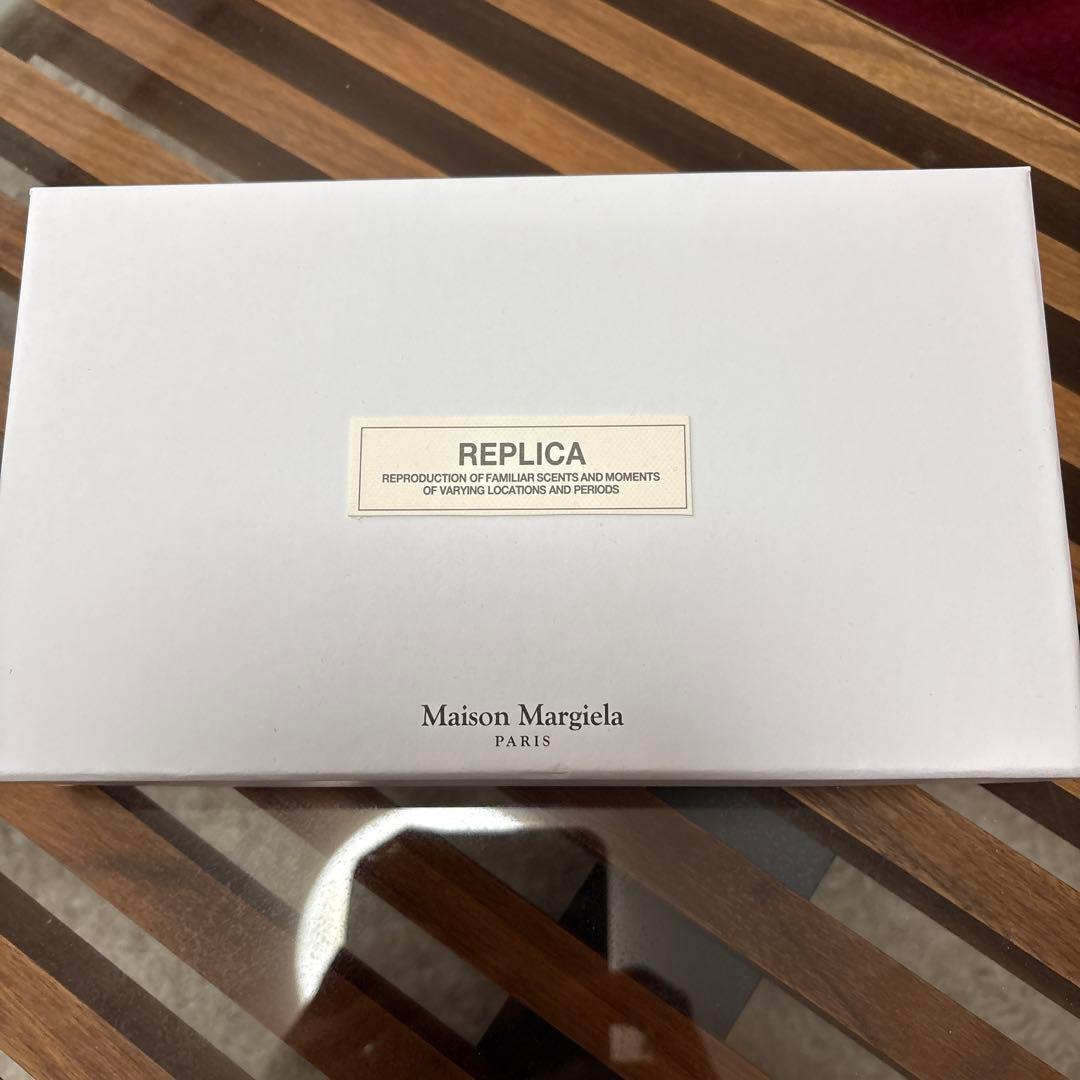 REPLICA
REPRODUCTION OF FAMILIAR SCENTS AND MOMENTS
OF VARYING LOCATIONS AND PERIODS
Maison Margiela
PARIS